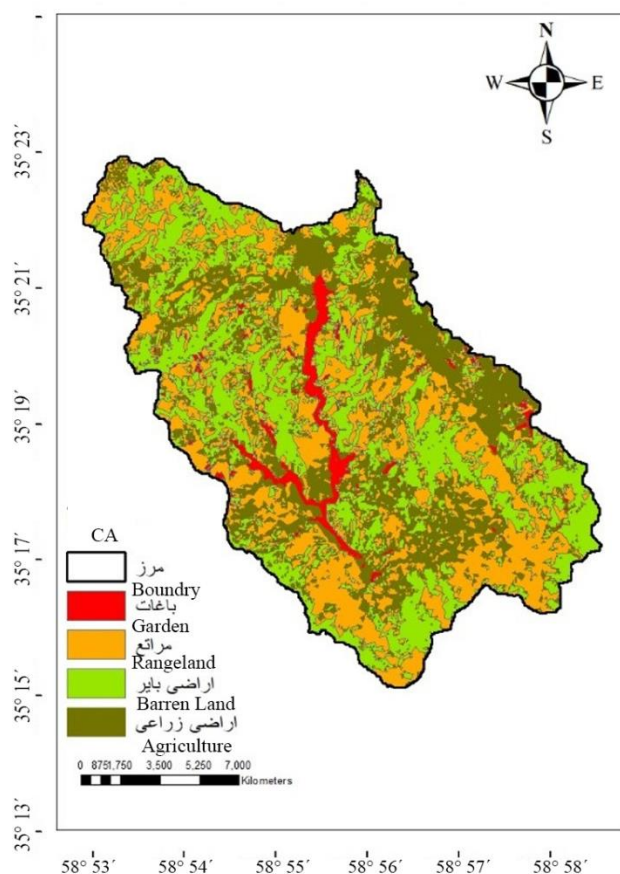 N
W E
S
35° 23´
35° 21´
35° 19´
35° 17´
35° 15´
35° 13´
CA
مرز
Boundry
باغات
Garden
مراتع
Rangeland
اراضی بایر
Barren Land
اراضی زراعی
Agriculture
0 8751,750 3,500 5,250 7,000
Kilometers
58° 53´ 58° 54´ 58° 55´ 58° 56´ 58° 57´ 58° 58´